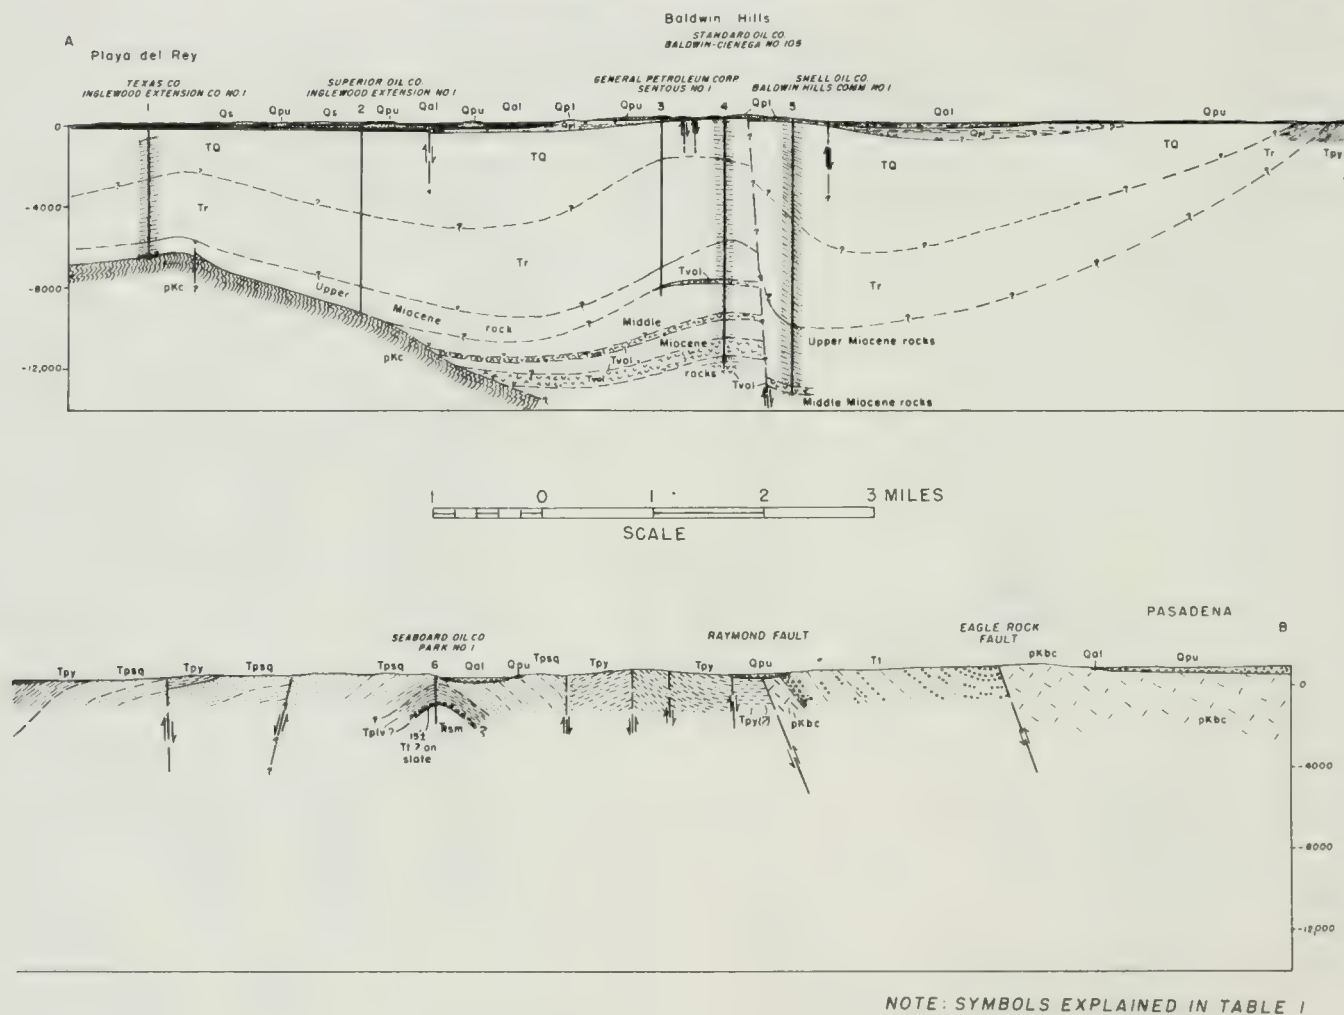 Baldwin Hills
A
Playa del Rey
STANDARD OIL CO.
BALDWIN-CIENEGA NO 105
TEXAS CO
INGLEWOOD EXTENSION CO NO 1
SUPERIOR OIL CO.
INGLEWOOD EXTENSION NO 1
GENERAL PETROLEUM CORP
SENTOUS NO 1
SHELL OIL CO.
BALDWIN HILLS COMM NO 1
1 Qs Qpu Qs 2 Qpu Qal Qpu Qal Qpl Qpu 3 4 Qpl 5 Qal Qpu
0
TQ TQ TQ TQ Tr Tpy
-4000
Tr
Tr
Tr
-8000
pKc
Upper
Miocene
rock
Tvol
Middle
Miocene
rocks
pKc
Tvol
Tvol
Tvol
Upper Miocene rocks
-12,000
Middle Miocene rocks
1 0 1 2 3 MILES
SCALE
PASADENA
SEABOARD OIL CO
PARK NO 1
RAYMOND FAULT
EAGLE ROCK
FAULT
B
Tpy Tpsq Tpy Tpsq Tpsq 6 Qal Qpu Tpsq Tpy Tpy Qpu Tt pKbc Qal Qpu
0
Tplv ?
15'±
Tt ? on
slate
Tpy(?)
pKbc
pKbc
-4000
-8000
-12,000
NOTE: SYMBOLS EXPLAINED IN TABLE 1